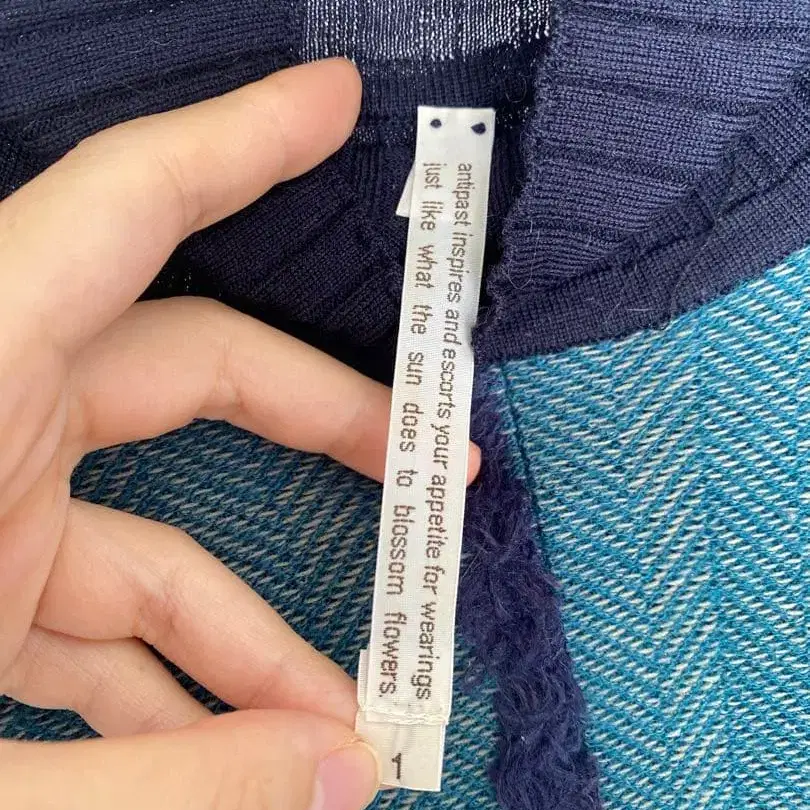 antipast inspires and escorts your appetite for wearings
just like what the sun does to blossom flowers.
1